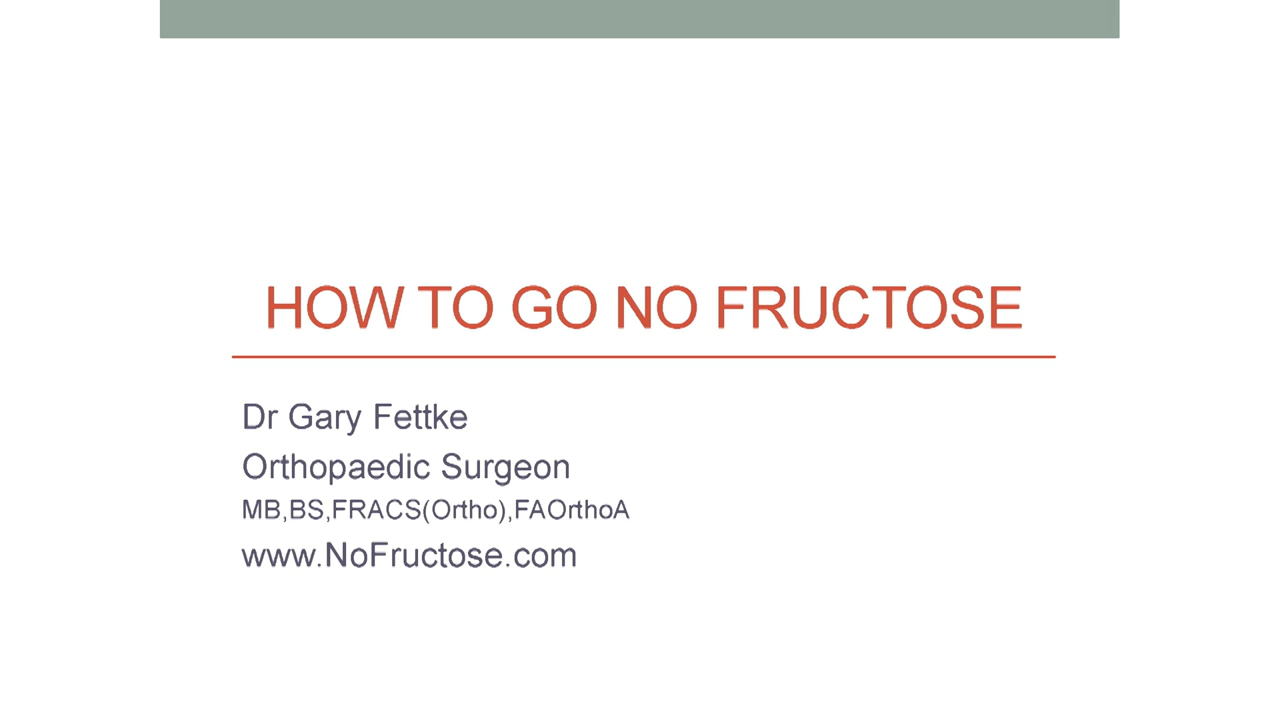 HOW TO GO NO FRUCTOSE
Dr Gary Fettke
Orthopaedic Surgeon
MB,BS,FRACS(Ortho),FAOrthoA
www.NoFructose.com